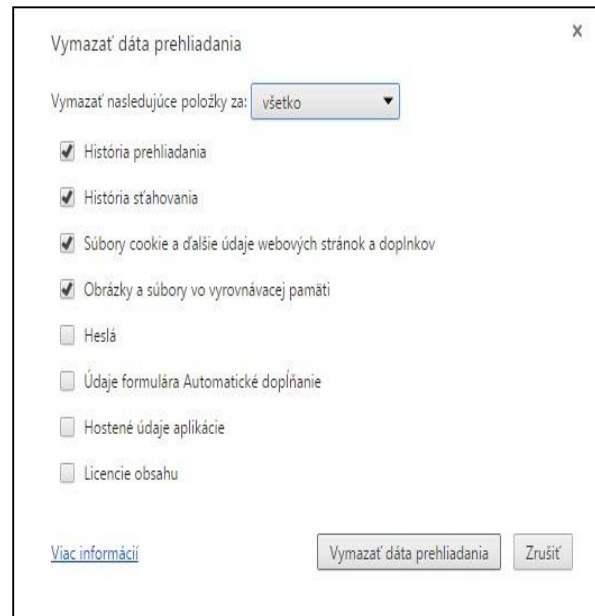 Vymazať dáta prehliadania
x
Vymazať nasledujúce položky za: všetko
História prehliadania
História sťahovania
Súbory cookie a ďalšie údaje webových stránok a doplnkov
Obrázky a súbory vo vyrovnávacej pamäti
Heslá
Údaje formulára Automatické dopĺňanie
Hostené údaje aplikácie
Licencie obsahu
Viac informácií Vymazať dáta prehliadania Zrušiť